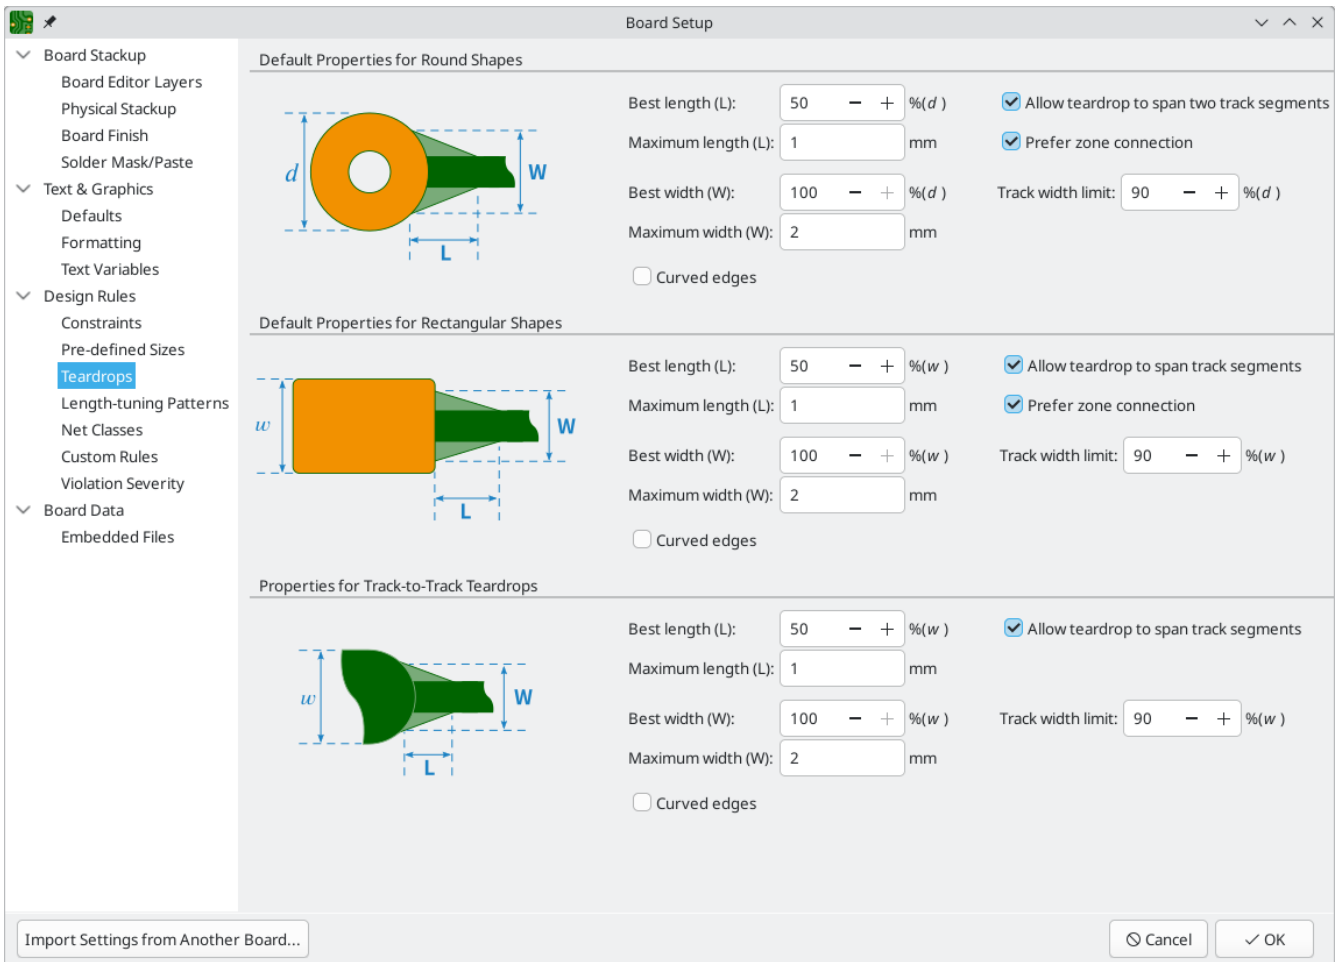 Board Setup
Board Stackup
Board Editor Layers
Physical Stackup
Board Finish
Solder Mask/Paste
Text & Graphics
Defaults
Formatting
Text Variables
Design Rules
Constraints
Pre-defined Sizes
Teardrops
Length-tuning Patterns
Net Classes
Custom Rules
Violation Severity
Board Data
Embedded Files
Default Properties for Round Shapes
d
W
L
Best length (L): 50 − + %(d ) Allow teardrop to span two track segments
Maximum length (L): 1 mm Prefer zone connection
Best width (W): 100 − + %(d ) Track width limit: 90 − + %(d )
Maximum width (W): 2 mm
Curved edges
Default Properties for Rectangular Shapes
w
W
L
Best length (L): 50 − + %(w ) Allow teardrop to span track segments
Maximum length (L): 1 mm Prefer zone connection
Best width (W): 100 − + %(w ) Track width limit: 90 − + %(w )
Maximum width (W): 2 mm
Curved edges
Properties for Track-to-Track Teardrops
w
W
L
Best length (L): 50 − + %(w ) Allow teardrop to span track segments
Maximum length (L): 1 mm
Best width (W): 100 − + %(w ) Track width limit: 90 − + %(w )
Maximum width (W): 2 mm
Curved edges
Import Settings from Another Board... Cancel OK